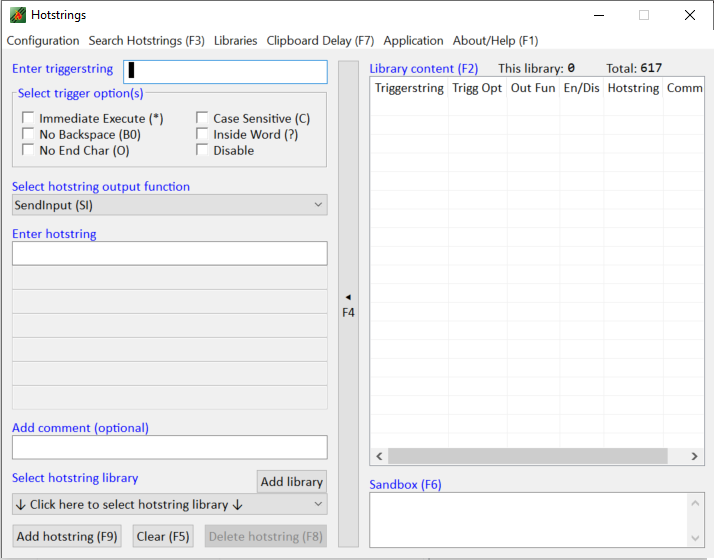 Hotstrings
Configuration Search Hotstrings (F3) Libraries Clipboard Delay (F7) Application About/Help (F1)
Enter triggerstring
Select trigger option(s)
Immediate Execute (*) Case Sensitive (C)
No Backspace (B0) Inside Word (?)
No End Char (O) Disable
Select hotstring output function
SendInput (SI)
Enter hotstring
Add comment (optional)
Select hotstring library Add library
↓ Click here to select hotstring library ↓
Add hotstring (F9) Clear (F5) Delete hotstring (F8)
◄
F4
Library content (F2) This library: 0 Total: 617
Triggerstring Trigg Opt Out Fun En/Dis Hotstring Comm
Sandbox (F6)